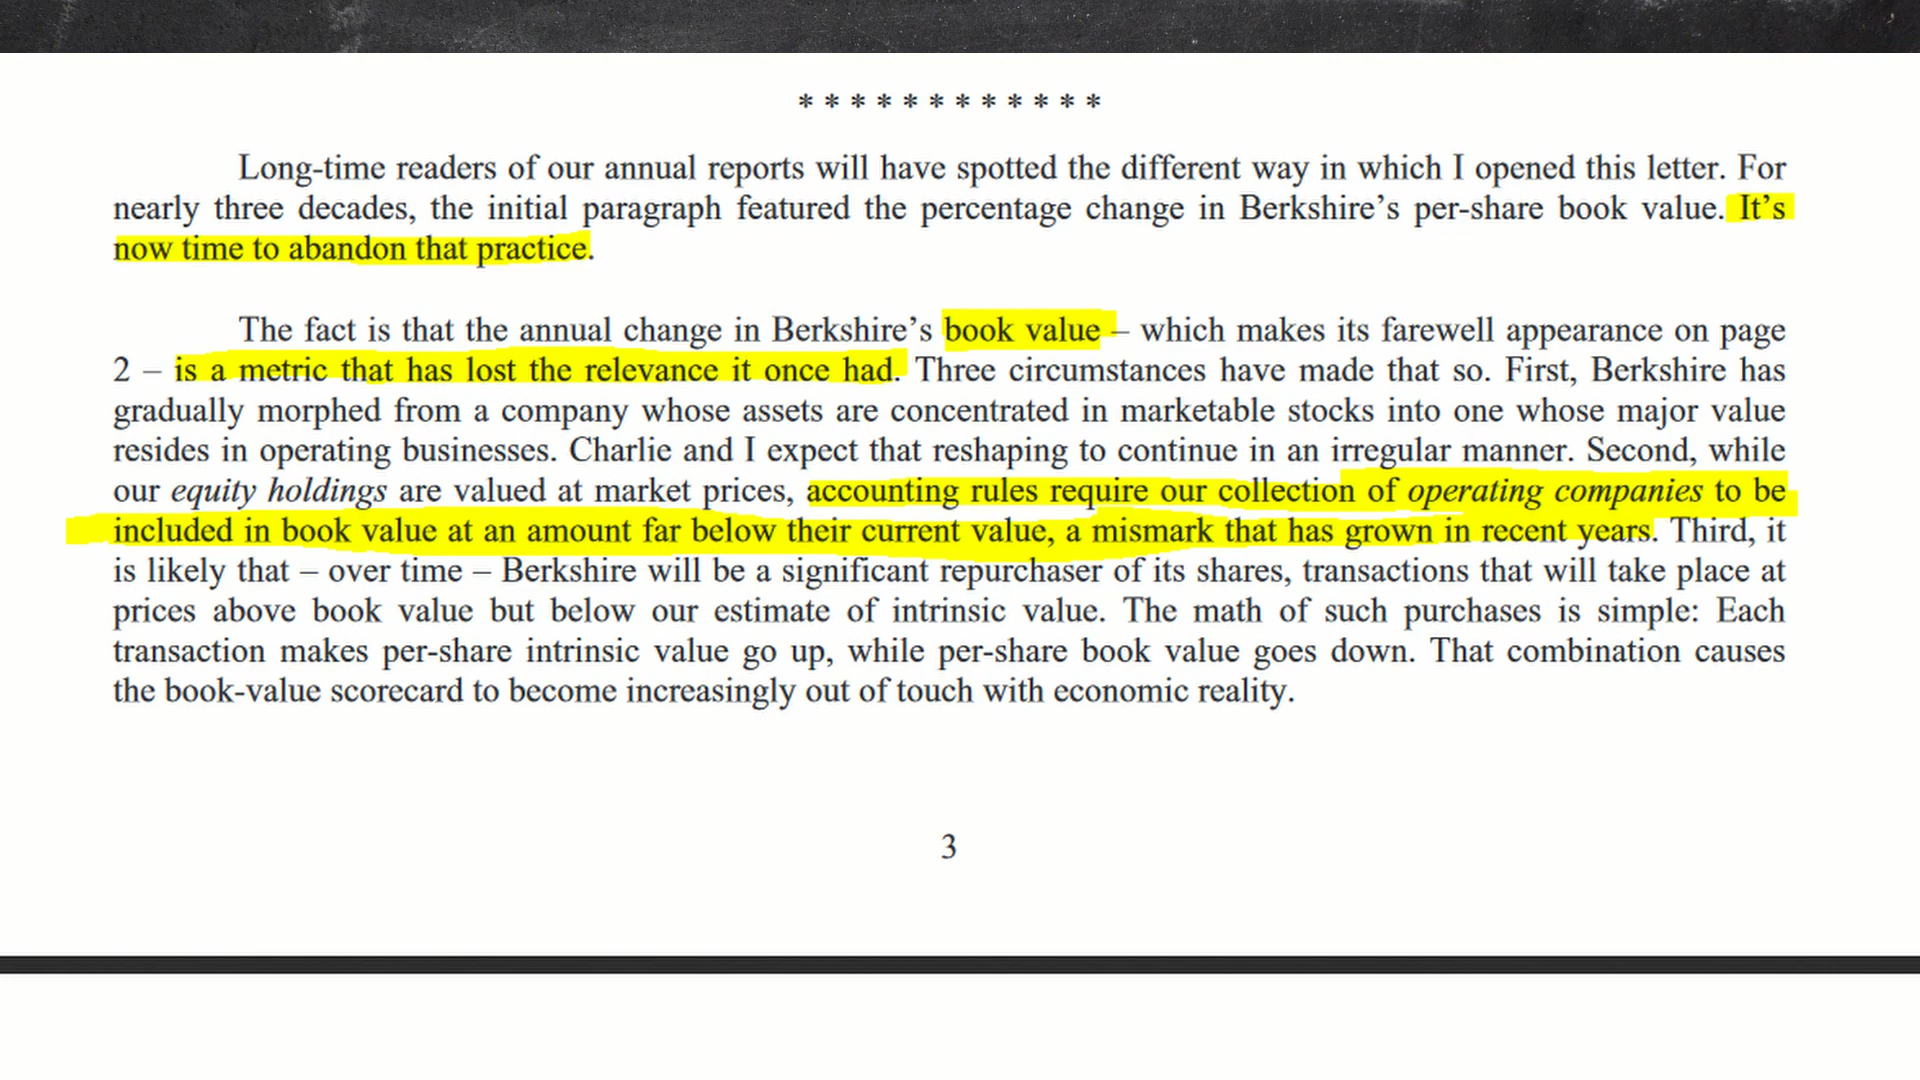 * * * * * * * * * * * *
Long-time readers of our annual reports will have spotted the different way in which I opened this letter. For
nearly three decades, the initial paragraph featured the percentage change in Berkshire’s per-share book value. It’s
now time to abandon that practice.
The fact is that the annual change in Berkshire’s book value – which makes its farewell appearance on page
2 – is a metric that has lost the relevance it once had. Three circumstances have made that so. First, Berkshire has
gradually morphed from a company whose assets are concentrated in marketable stocks into one whose major value
resides in operating businesses. Charlie and I expect that reshaping to continue in an irregular manner. Second, while
our equity holdings are valued at market prices, accounting rules require our collection of operating companies to be
included in book value at an amount far below their current value, a mismark that has grown in recent years. Third, it
is likely that – over time – Berkshire will be a significant repurchaser of its shares, transactions that will take place at
prices above book value but below our estimate of intrinsic value. The math of such purchases is simple: Each
transaction makes per-share intrinsic value go up, while per-share book value goes down. That combination causes
the book-value scorecard to become increasingly out of touch with economic reality.
3